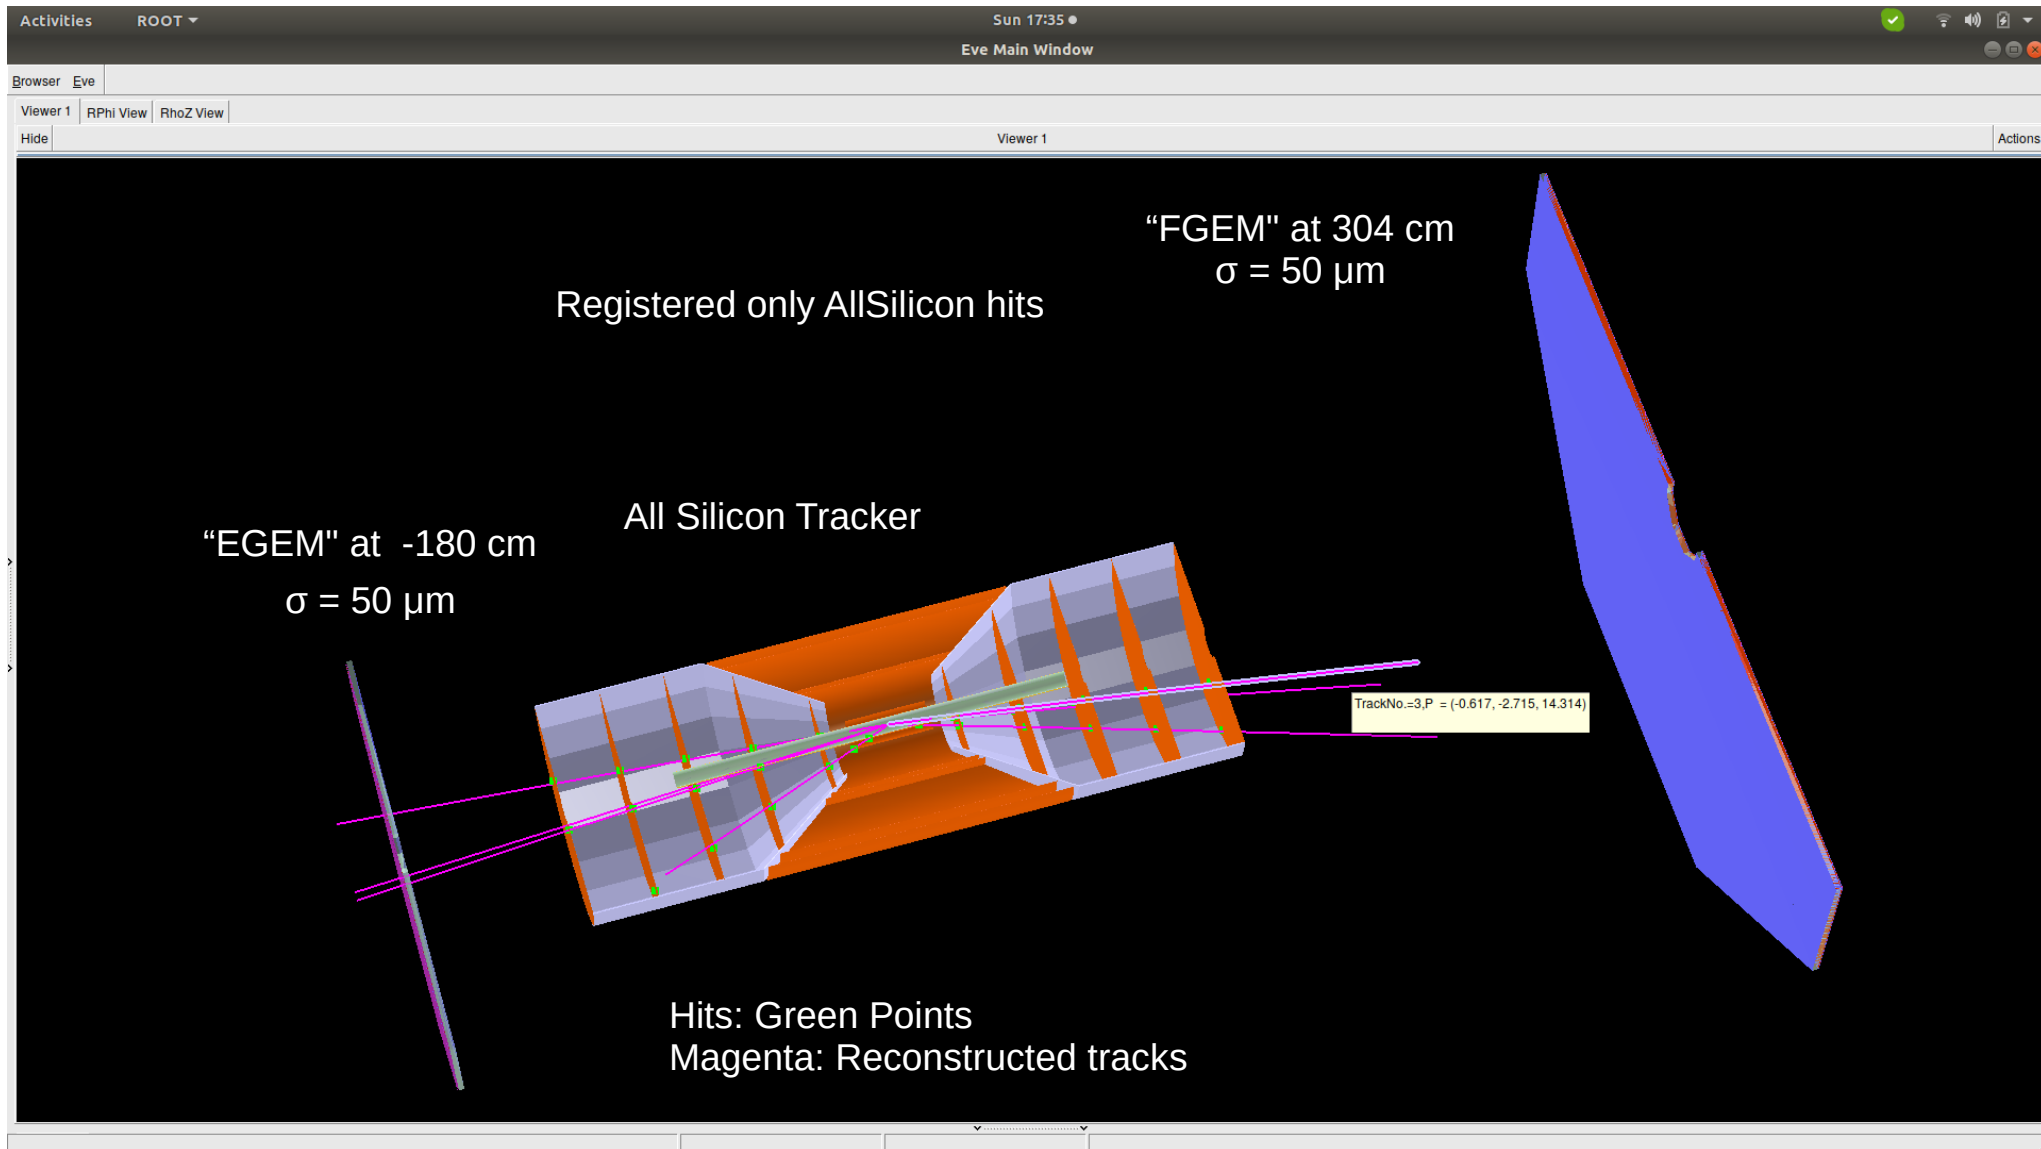 Activities ROOT Sun 17:35
Eve Main Window
Browser Eve
Viewer 1 RPhi View RhoZ View
Hide Viewer 1 Actions
“FGEM" at 304 cm
σ = 50 μm
Registered only AllSilicon hits
All Silicon Tracker
“EGEM" at -180 cm
σ = 50 μm
TrackNo.=3,P = (-0.617, -2.715, 14.314)
Hits: Green Points
Magenta: Reconstructed tracks